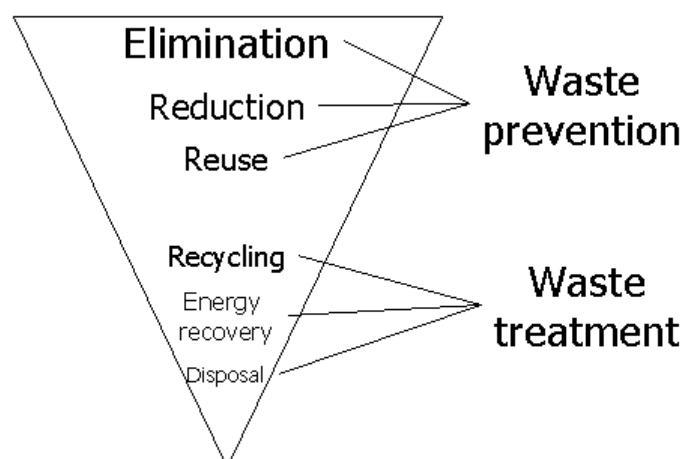 Elimination
Reduction
Reuse
Waste
prevention
Recycling
Energy
recovery
Disposal
Waste
treatment